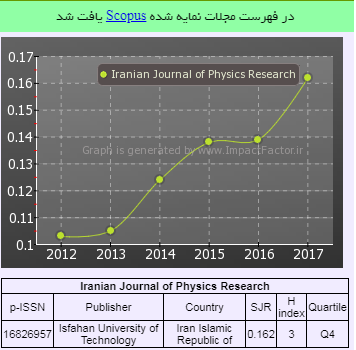 در فهرست مجلات نمایه شده Scopus یافت شد
0.17
0.16
0.15
0.14
0.13
0.12
0.11
0.1
Iranian Journal of Physics Research
Graph is generated by www.ImpactFactor.ir
2012 2013 2014 2015 2016 2017
Iranian Journal of Physics Research
p-ISSN Publisher Country SJR H index Quartile
16826957 Isfahan University of Technology Iran Islamic Republic of 0.162 3 Q4